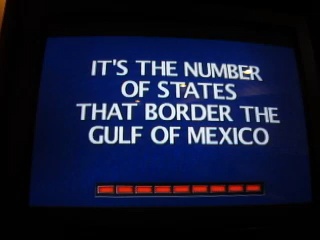 IT'S THE NUMBER
OF STATES
THAT BORDER THE
GULF OF MEXICO